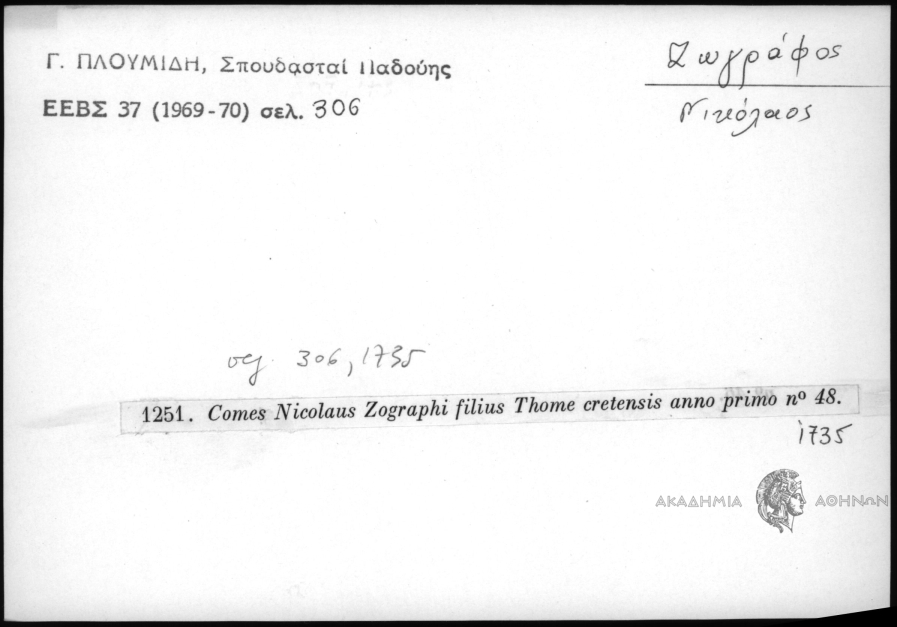 Γ. ΠΛΟΥΜΙΔΗ, Σπουδασταί Παδούης
ΕΕΒΣ 37 (1969-70) σελ. 306
Ζωγράφος
Νικόλαος
σελ. 306, 1735
1251. Comes Nicolaus Zographi filius Thome cretensis anno primo nº 48.
1735
ΑΚΑΔΗΜΙΑ ΑΘΗΝΩΝ